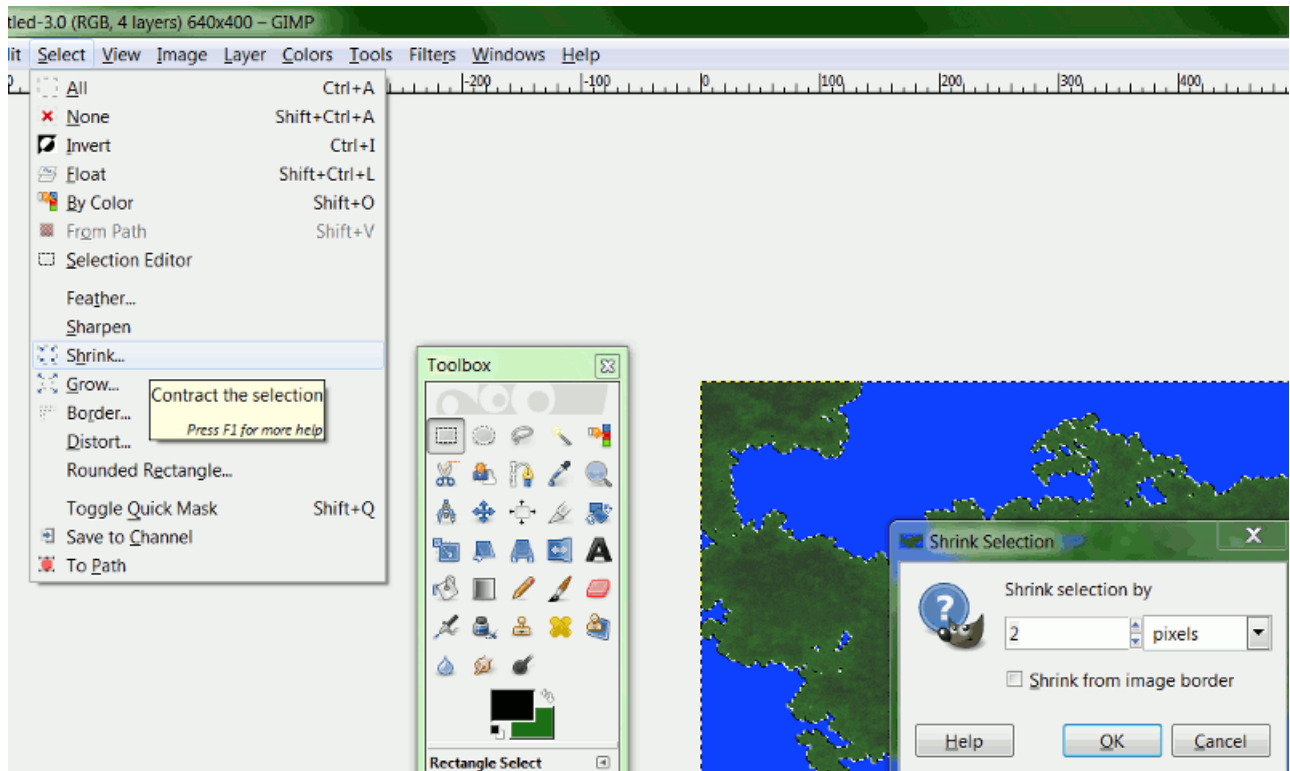 tled-3.0 (RGB, 4 layers) 640x400 – GIMP
lit Select View Image Layer Colors Tools Filters Windows Help
-200 -100 0 100 200 300 400
All Ctrl+A
None Shift+Ctrl+A
Invert Ctrl+I
Float Shift+Ctrl+L
By Color Shift+O
From Path Shift+V
Selection Editor
Feather...
Sharpen
Shrink...
Grow...
Border...
Distort...
Rounded Rectangle...
Toggle Quick Mask Shift+Q
Save to Channel
To Path
Contract the selection
Press F1 for more help
Toolbox
Rectangle Select
Shrink Selection
Shrink selection by
2 pixels
Shrink from image border
Help OK Cancel